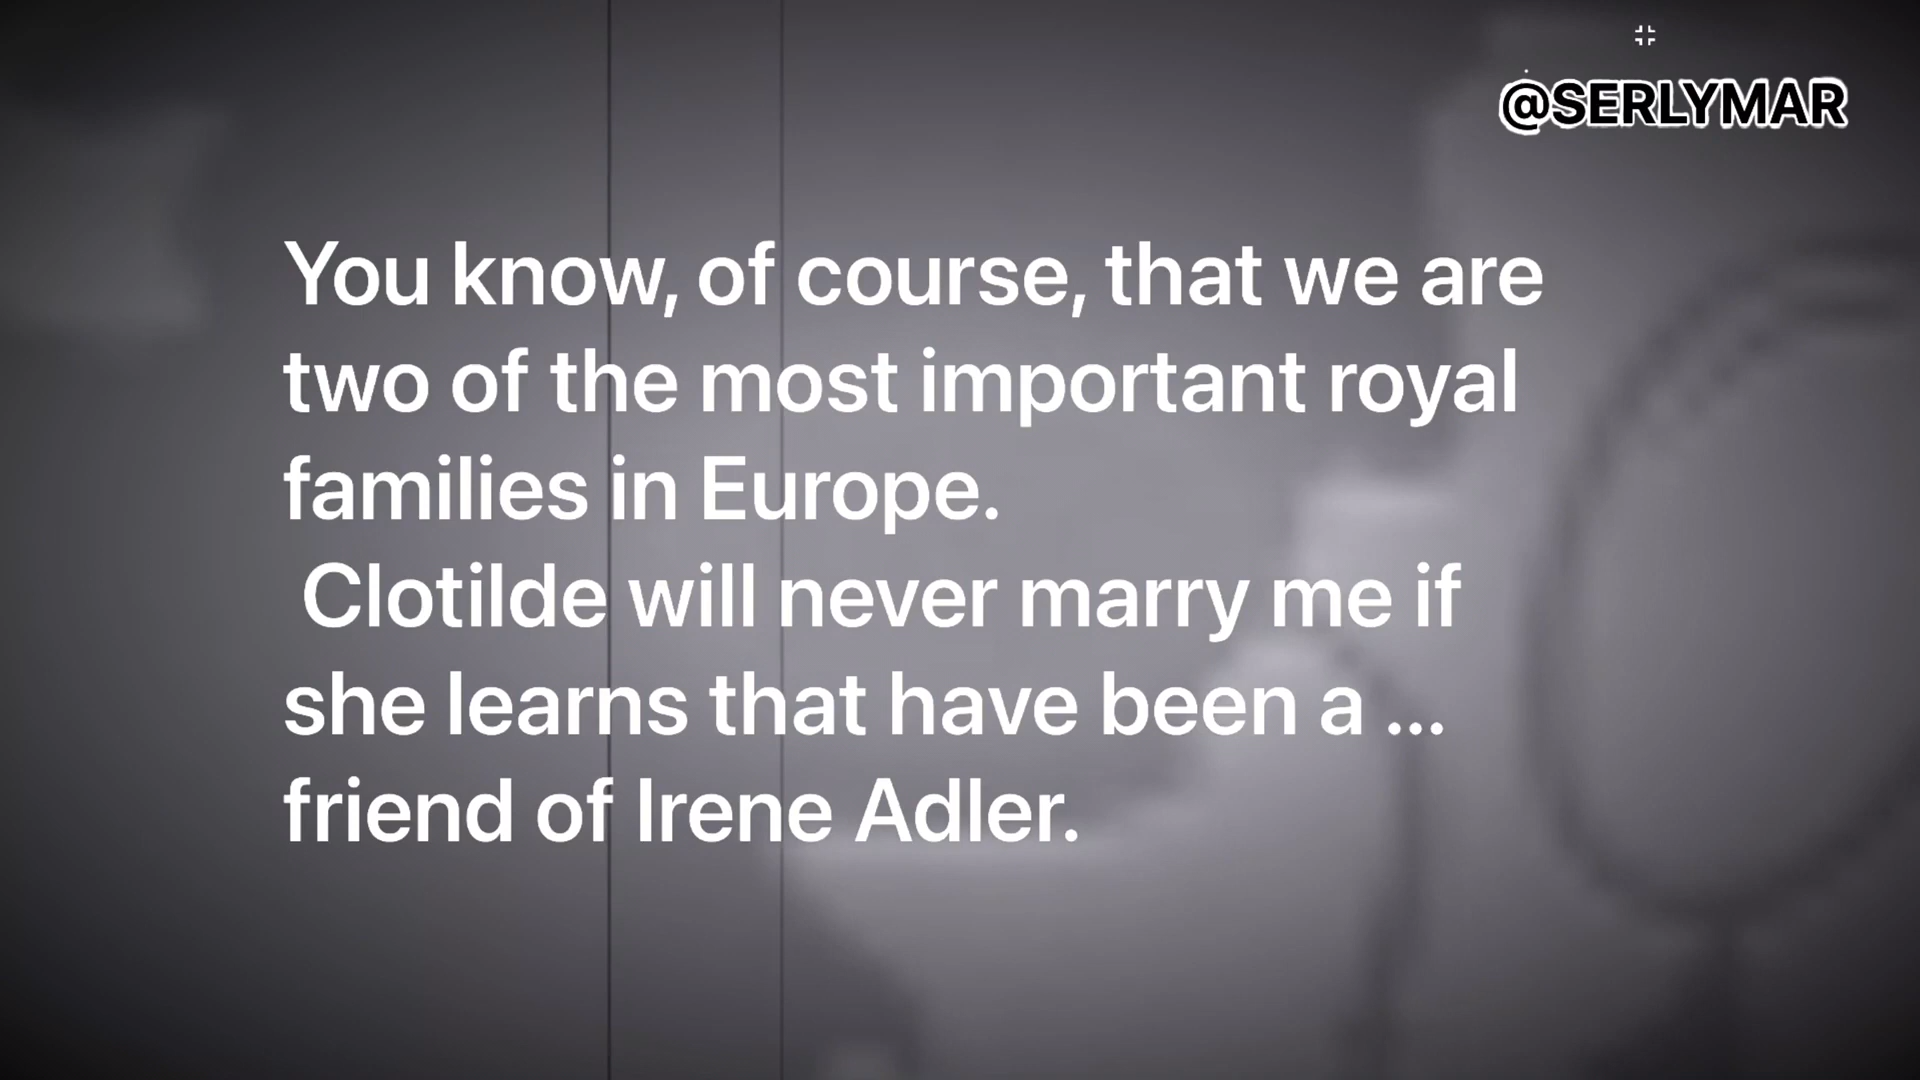 @SERLYMAR
You know, of course, that we are
two of the most important royal
families in Europe.
Clotilde will never marry me if
she learns that have been a ...
friend of Irene Adler.